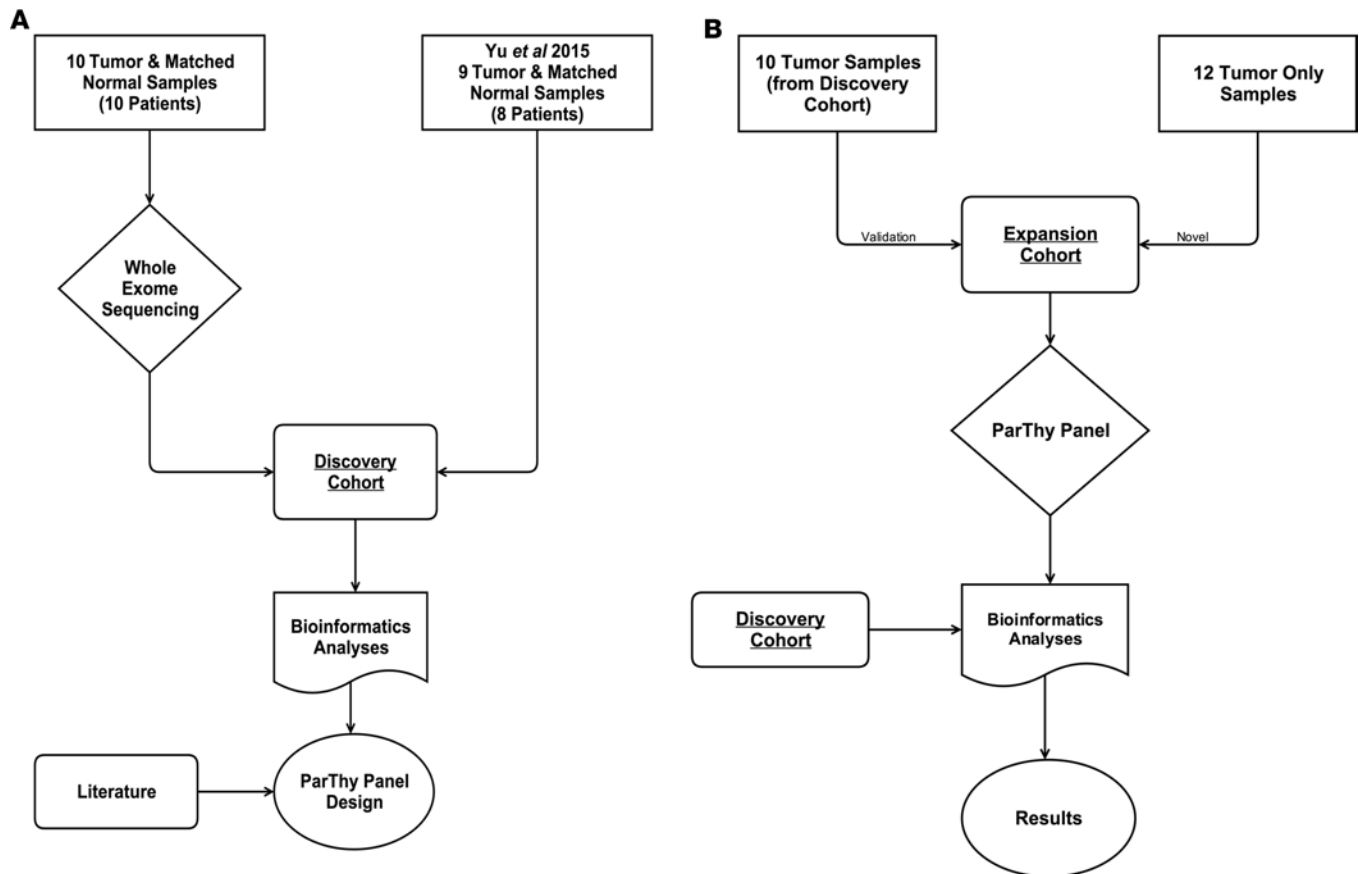 A
10 Tumor & Matched
Normal Samples
(10 Patients)
Yu et al 2015
9 Tumor & Matched
Normal Samples
(8 Patients)
Whole
Exome
Sequencing
Discovery
Cohort
Bioinformatics
Analyses
Literature
ParThy Panel
Design
B
10 Tumor Samples
(from Discovery
Cohort)
12 Tumor Only
Samples
Validation
Expansion
Cohort
Novel
ParThy Panel
Discovery
Cohort
Bioinformatics
Analyses
Results